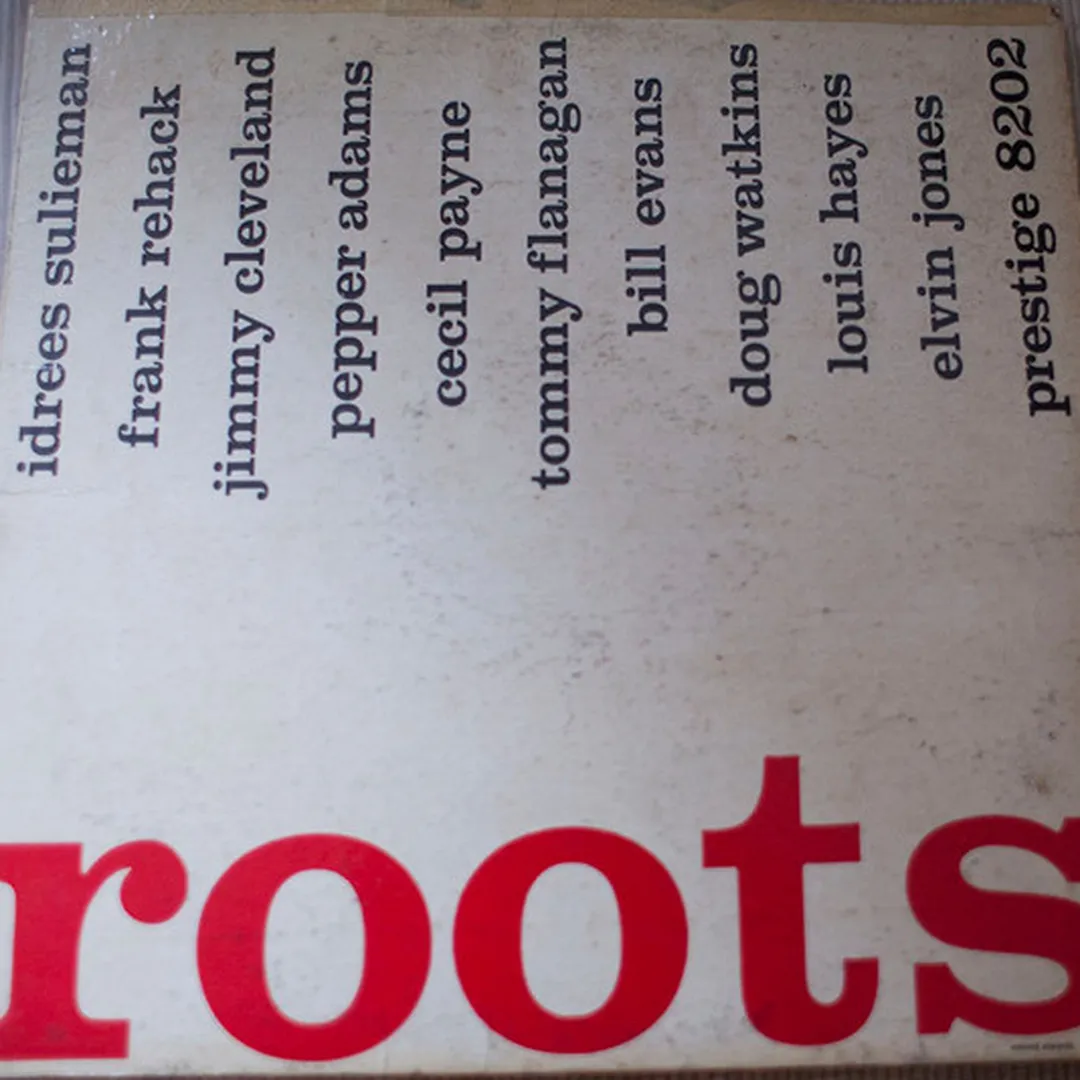 idrees sulieman
frank rehack
jimmy cleveland
pepper adams
cecil payne
tommy flanagan
bill evans
doug watkins
louis hayes
elvin jones
prestige 8202
roots